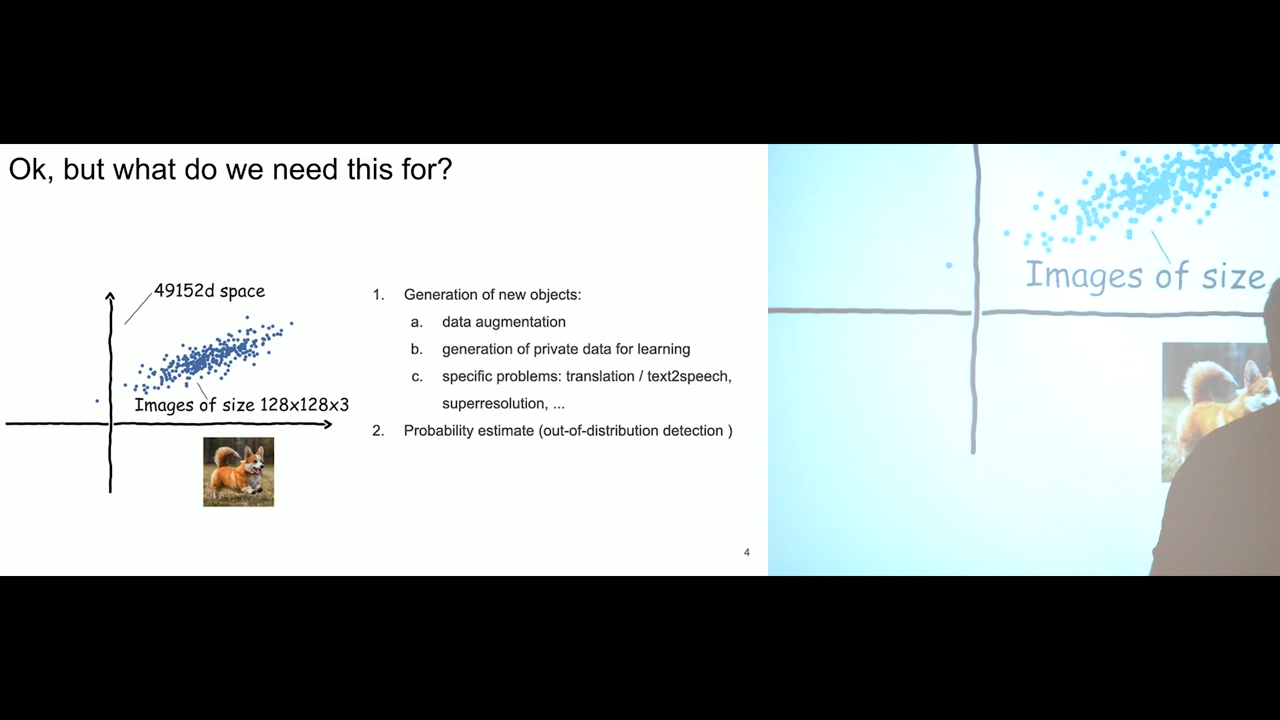 Ok, but what do we need this for?
49152d space
Images of size 128x128x3
1. Generation of new objects:
a. data augmentation
b. generation of private data for learning
c. specific problems: translation / text2speech,
superresolution, ...
2. Probability estimate (out-of-distribution detection )
4
Images of size